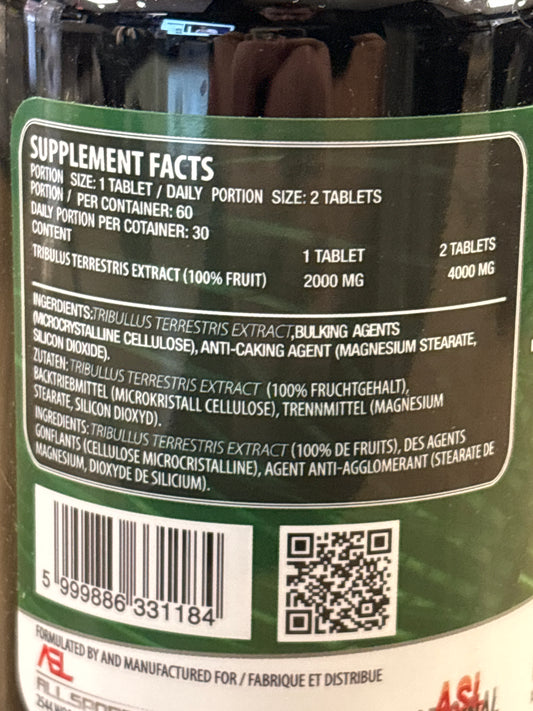 SUPPLEMENT FACTS
PORTION SIZE: 1 TABLET / DAILY PORTION SIZE: 2 TABLETS
PORTION / PER CONTAINER: 60
DAILY PORTION PER COTAINER: 30
CONTENT 1 TABLET 2 TABLETS
TRIBULUS TERRESTRIS EXTRACT (100% FRUIT) 2000 MG 4000 MG
INGERDIENTS:TRIBULLUS TERRESTRIS EXTRACT,BULKING AGENTS
(MICROCRYSTALLINE CELLULOSE), ANTI-CAKING AGENT (MAGNESIUM STEARATE,
SILICON DIOXIDE).
ZUTATEN: TRIBULLUS TERRESTRIS EXTRACT (100% FRUCHTGEHALT),
BACKTRIEBMITTEL (MICROKRISTALL CELLULOSE), TRENNMITTEL (MAGNESIUM
STEARATE, SILICON DIOXYD).
INGREDIENTS: TRIBULLUS TERRESTRIS EXTRACT (100% DE FRUITS), DES AGENTS
GONFLANTS (CELLULOSE MICROCRISTALLINE), AGENT ANTI-AGGLOMERANT (STEARATE DE
MAGNESIUM, DIOXYDE DE SILICIUM).
5 999886 331184
FORMULATED BY AND MANUFACTURED FOR / FABRIQUE ET DISTRIBUE
ASL